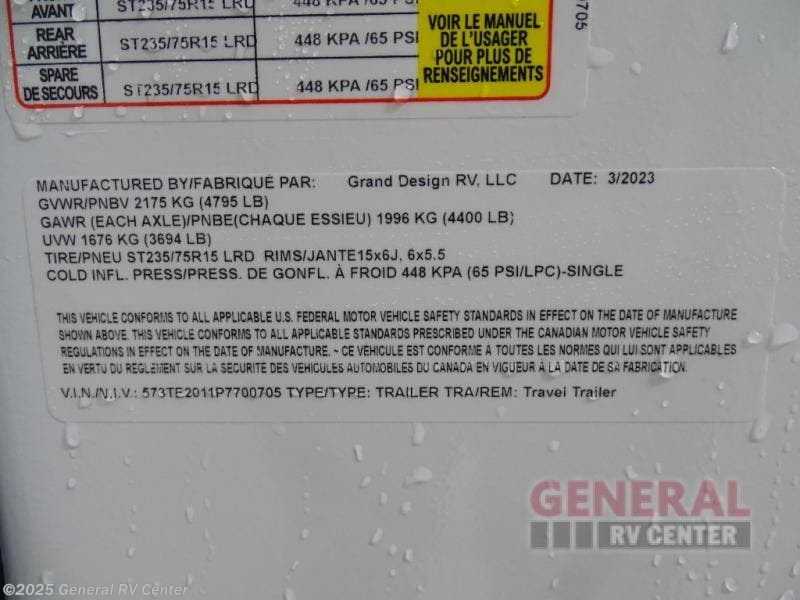 AVANT ST235/75R15 LRD 448 KPA /65 PSI
REAR
ARRIÈRE ST235/75R15 LRD 448 KPA /65 PSI
SPARE
DE SECOURS ST235/75R15 LRD 448 KPA /65 PSI
VOIR LE MANUEL
DE L'USAGER
POUR PLUS DE
RENSEIGNEMENTS
MANUFACTURED BY/FABRIQUÉ PAR: Grand Design RV, LLC DATE: 3/2023
GVWR/PNBV 2175 KG (4795 LB)
GAWR (EACH AXLE)/PNBE(CHAQUE ESSIEU) 1996 KG (4400 LB)
UVW 1676 KG (3694 LB)
TIRE/PNEU ST235/75R15 LRD RIMS/JANTE15x6J, 6x5.5
COLD INFL. PRESS/PRESS. DE GONFL. À FROID 448 KPA (65 PSI/LPC)-SINGLE
THIS VEHICLE CONFORMS TO ALL APPLICABLE U.S. FEDERAL MOTOR VEHICLE SAFETY STANDARDS IN EFFECT ON THE DATE OF MANUFACTURE
SHOWN ABOVE. THIS VEHICLE CONFORMS TO ALL APPLICABLE STANDARDS PRESCRIBED UNDER THE CANADIAN MOTOR VEHICLE SAFETY
REGULATIONS IN EFFECT ON THE DATE OF MANUFACTURE. ~ CE VÉHICULE EST CONFORME A TOUTES LES NORMES QUI LUI SONT APPLICABLES
EN VERTU DU REGLEMENT SUR LA SECURITE DES VEHICULES AUTOMOBILES DU CANADA EN VIGUEUR À LA DATE DE SA FABRICATION.
V.I.N./N.I.V.: 573TE2011P7700705 TYPE/TYPE: TRAILER TRA/REM: Travel Trailer
GENERAL
RV CENTER
©2025 General RV Center